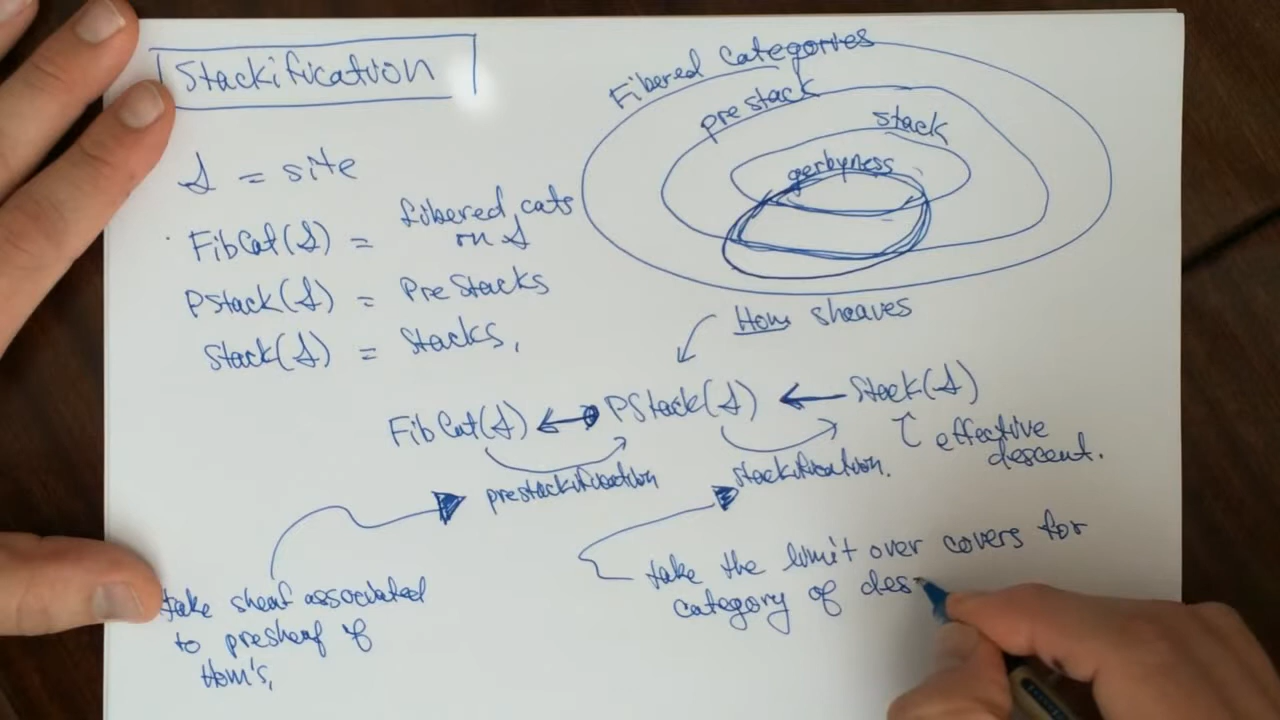 Stackification
S = site
FibCat(S) = fibered cats
on S
PStack(S) = PreStacks
Stack(S) = Stacks,
Fibered Categories
prestack
stack
gerbyness
Hom sheaves
FibCat(S) ← PStack(S) ← Stack(S)
effective
descent.
prestackification
stackification.
take sheaf associated
to presheaf of
Hom's,
take the limit over covers for
category of des